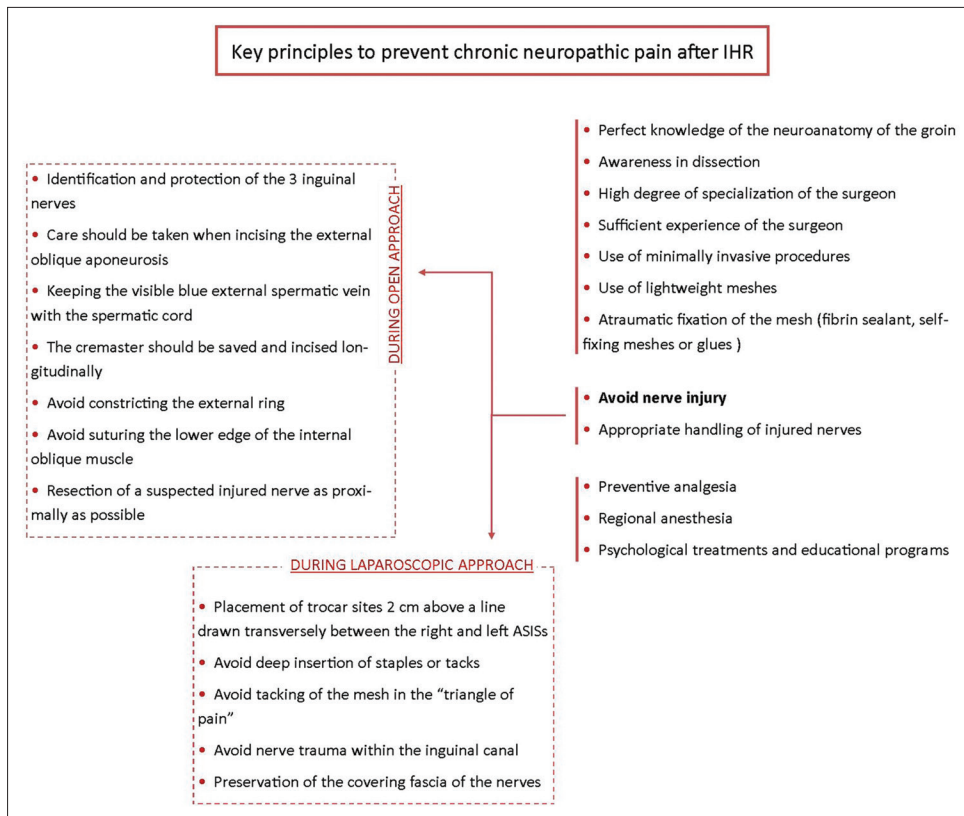 Key principles to prevent chronic neuropathic pain after IHR
• Perfect knowledge of the neuroanatomy of the groin
• Awareness in dissection
• High degree of specialization of the surgeon
• Sufficient experience of the surgeon
• Use of minimally invasive procedures
• Use of lightweight meshes
• Atraumatic fixation of the mesh (fibrin sealant, self-
fixing meshes or glues )
• Avoid nerve injury
• Appropriate handling of injured nerves
• Preventive analgesia
• Regional anesthesia
• Psychological treatments and educational programs
DURING OPEN APPROACH
• Identification and protection of the 3 inguinal
nerves
• Care should be taken when incising the external
oblique aponeurosis
• Keeping the visible blue external spermatic vein
with the spermatic cord
• The cremaster should be saved and incised lon-
gitudinally
• Avoid constricting the external ring
• Avoid suturing the lower edge of the internal
oblique muscle
• Resection of a suspected injured nerve as proxi-
mally as possible
DURING LAPAROSCOPIC APPROACH
• Placement of trocar sites 2 cm above a line
drawn transversely between the right and left ASISs
• Avoid deep insertion of staples or tacks
• Avoid tacking of the mesh in the “triangle of
pain”
• Avoid nerve trauma within the inguinal canal
• Preservation of the covering fascia of the nerves